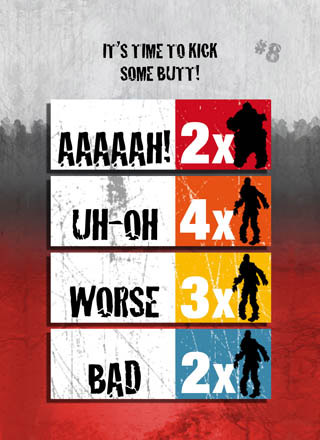 IT'S TIME TO KICK
SOME BUTT!
#8
AAAAAH! 2x
UH-OH 4x
WORSE 3x
BAD 2x